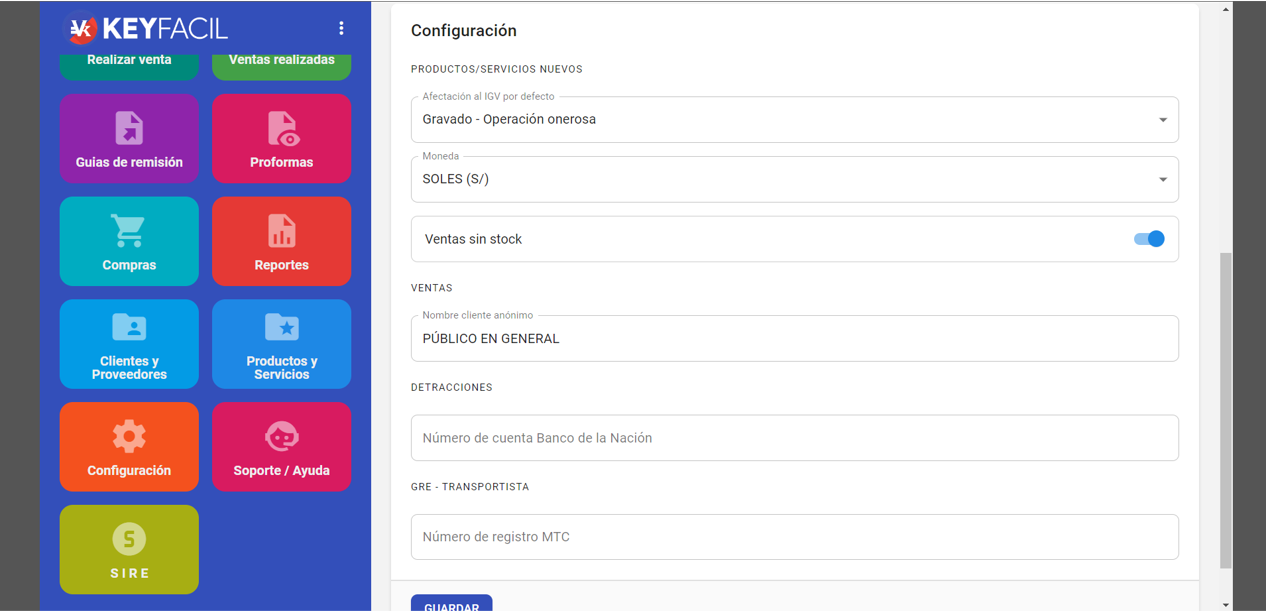 KEYFACIL
Realizar venta
Ventas realizadas
Guias de remisión
Proformas
Compras
Reportes
Clientes y
Proveedores
Productos y
Servicios
Configuración
Soporte / Ayuda
S
SIRE
Configuración
PRODUCTOS/SERVICIOS NUEVOS
Afectación al IGV por defecto
Gravado - Operación onerosa
Moneda
SOLES (S/)
Ventas sin stock
VENTAS
Nombre cliente anónimo
PÚBLICO EN GENERAL
DETRACCIONES
Número de cuenta Banco de la Nación
GRE - TRANSPORTISTA
Número de registro MTC
GUARDAR